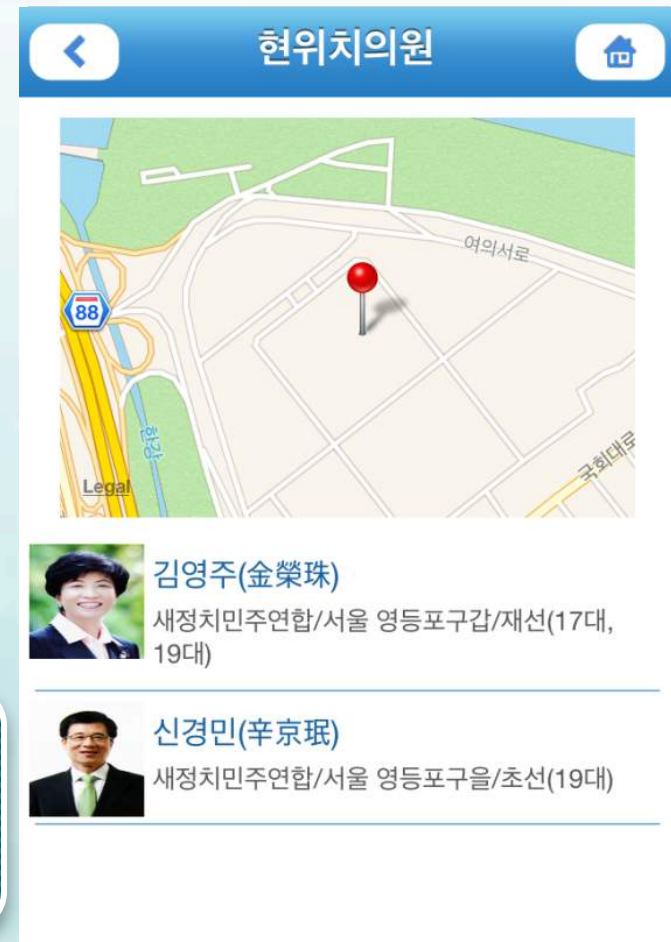 현위치의원
여의서로
88
한강
국회대로
Legal
김영주(金榮珠)
새정치민주연합/서울 영등포구갑/재선(17대,
19대)
신경민(辛京珉)
새정치민주연합/서울 영등포구을/초선(19대)